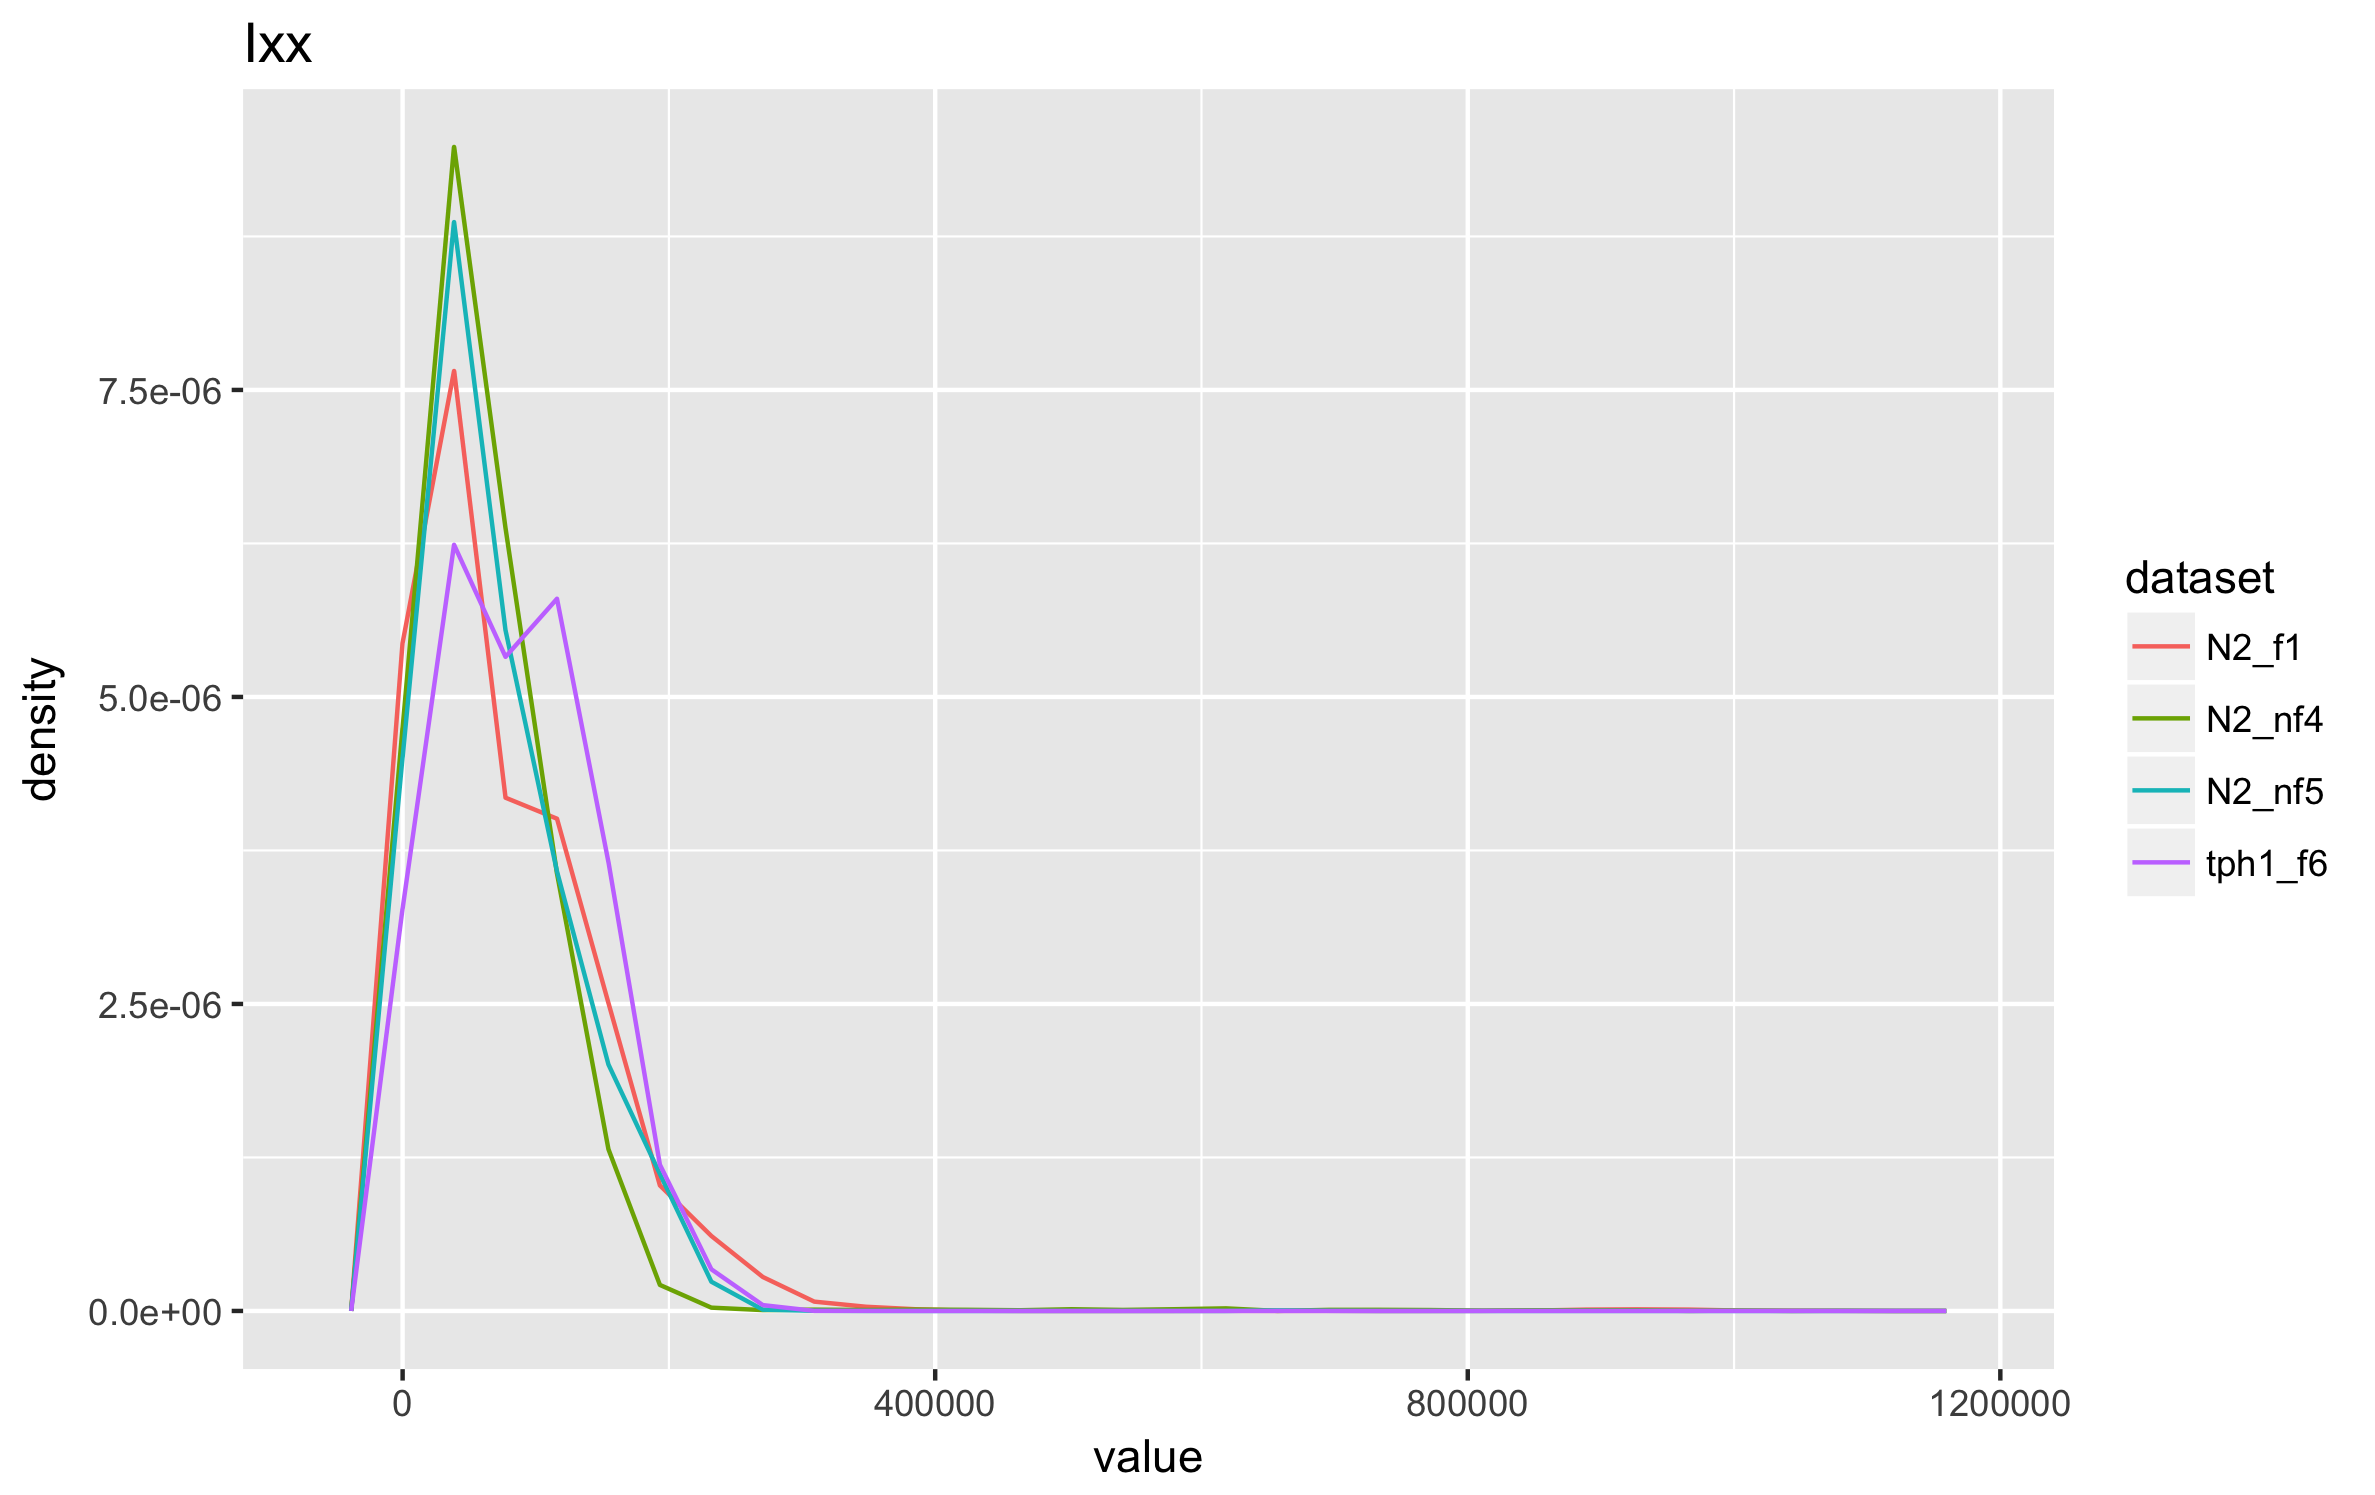 Ixx
density
7.5e-06
5.0e-06
2.5e-06
0.0e+00
0
400000
800000
1200000
value
dataset
N2_f1
N2_nf4
N2_nf5
tph1_f6